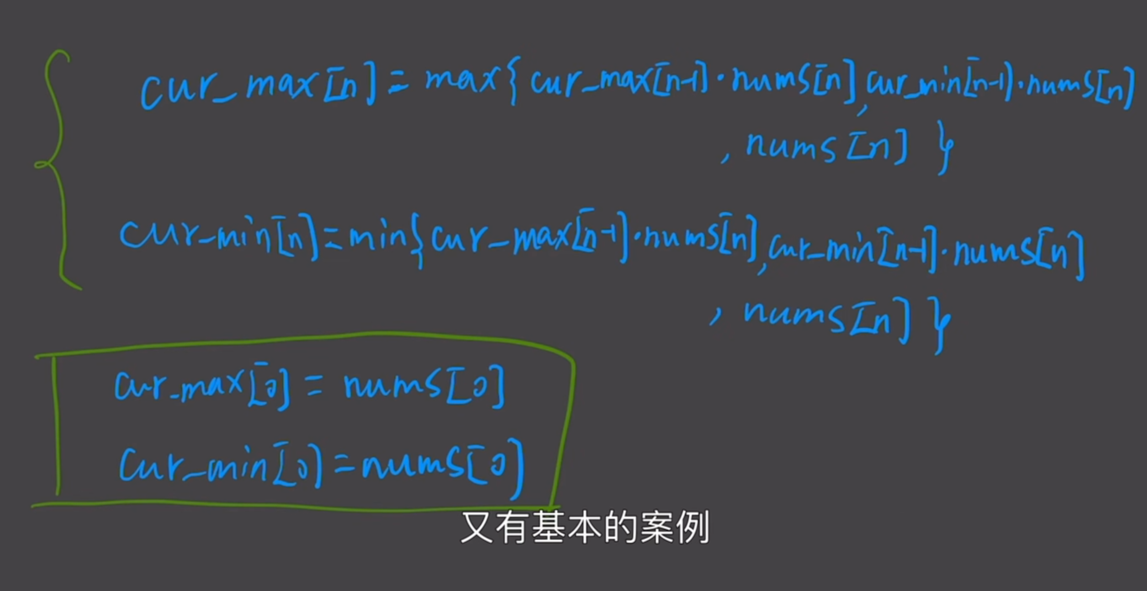 cur_max[n] = max{ cur_max[n-1]·nums[n], cur_min[n-1]·nums[n]
, nums[n] }
cur_min[n] = min{ cur_max[n-1]·nums[n], cur_min[n-1]·nums[n]
, nums[n] }
cur_max[0] = nums[0]
cur_min[0] = nums[0]
又有基本的案例